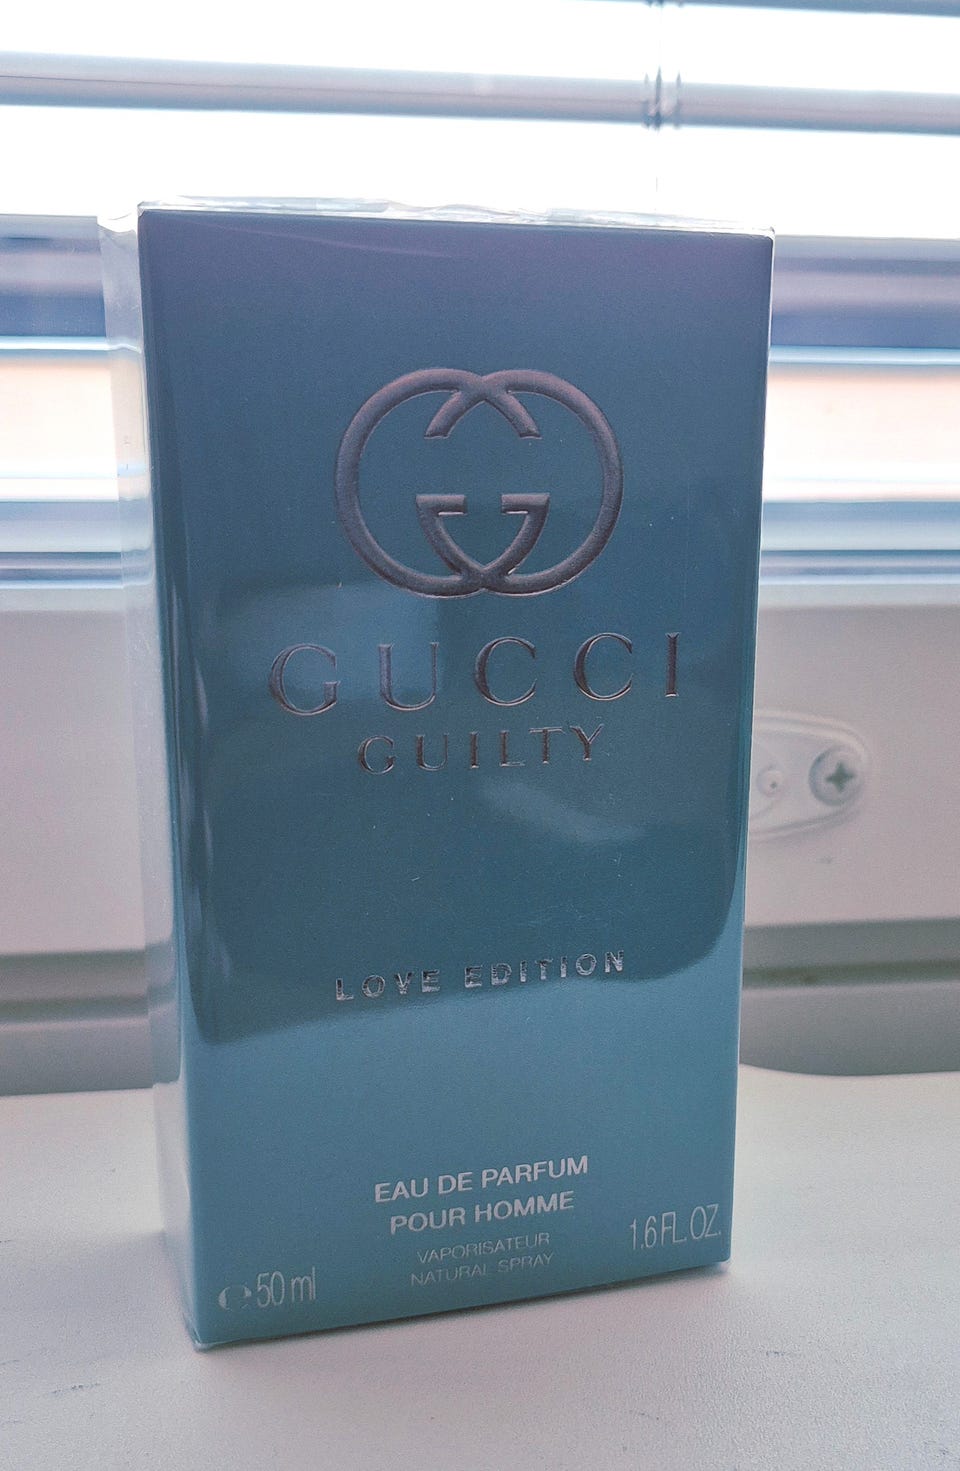 GUCCI
GUILTY
LOVE EDITION
EAU DE PARFUM
POUR HOMME
VAPORISATEUR
NATURAL SPRAY
℮50 ml
1.6 FL. OZ.